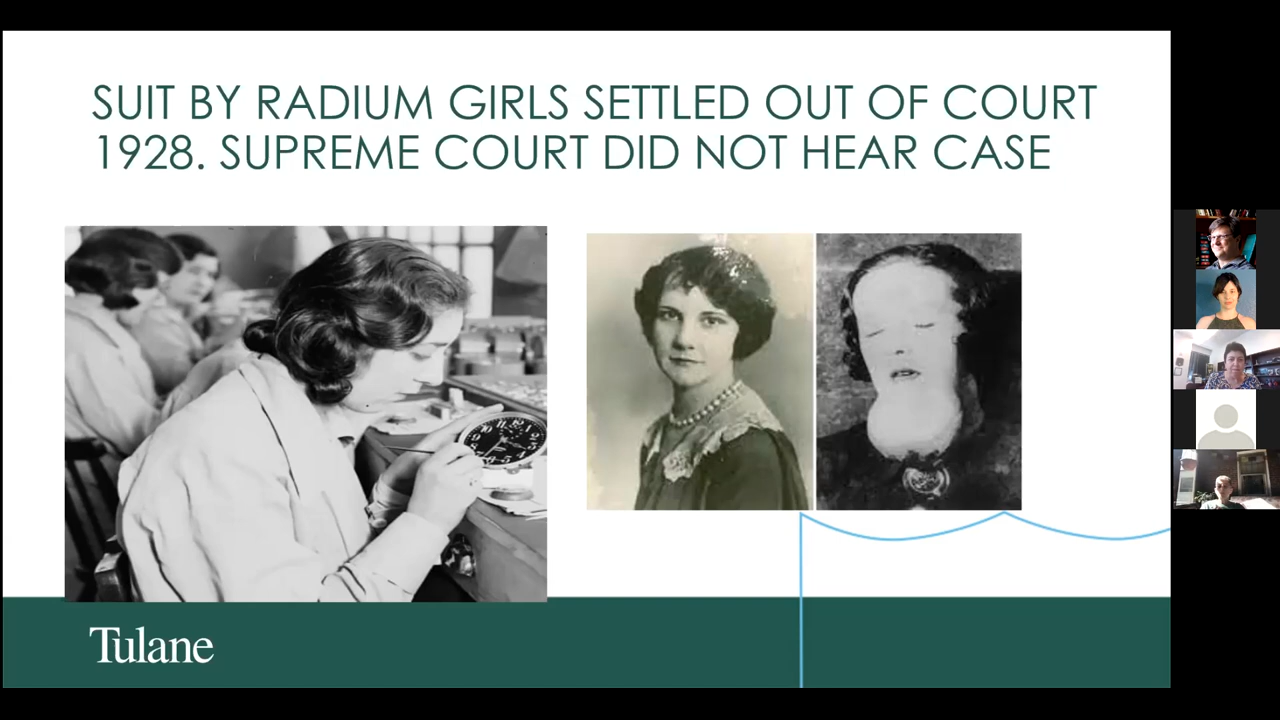 SUIT BY RADIUM GIRLS SETTLED OUT OF COURT
1928. SUPREME COURT DID NOT HEAR CASE
Tulane